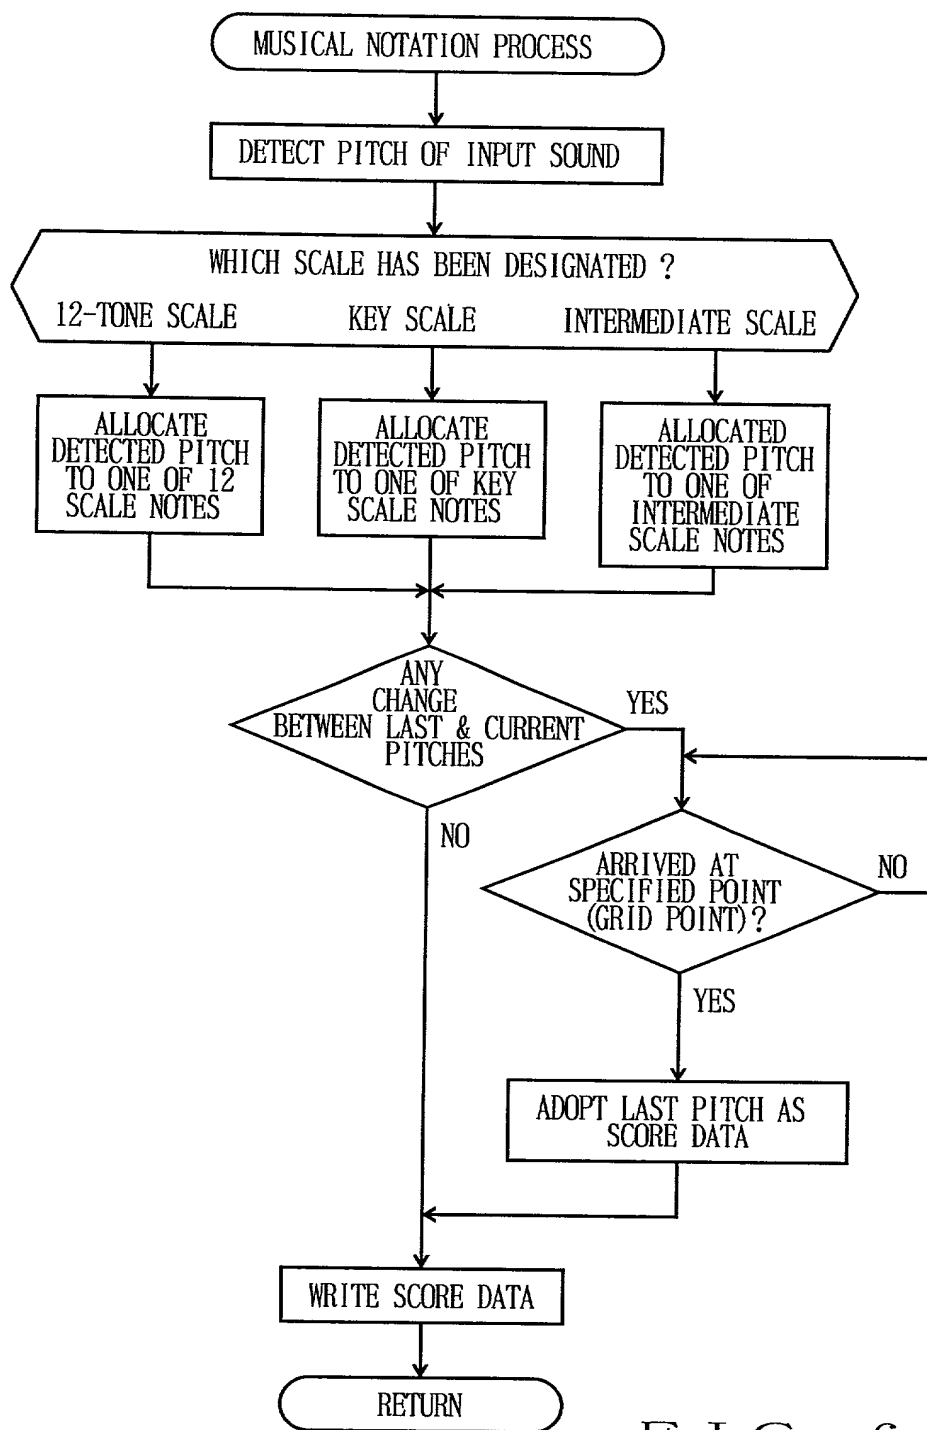 MUSICAL NOTATION PROCESS
DETECT PITCH OF INPUT SOUND
WHICH SCALE HAS BEEN DESIGNATED ?
12-TONE SCALE
KEY SCALE
INTERMEDIATE SCALE
ALLOCATE
DETECTED PITCH
TO ONE OF 12
SCALE NOTES
ALLOCATE
DETECTED PITCH
TO ONE OF KEY
SCALE NOTES
ALLOCATED
DETECTED PITCH
TO ONE OF
INTERMEDIATE
SCALE NOTES
ANY
CHANGE
BETWEEN LAST & CURRENT
PITCHES
YES
NO
ARRIVED AT
SPECIFIED POINT
(GRID POINT)?
NO
YES
ADOPT LAST PITCH AS
SCORE DATA
WRITE SCORE DATA
RETURN